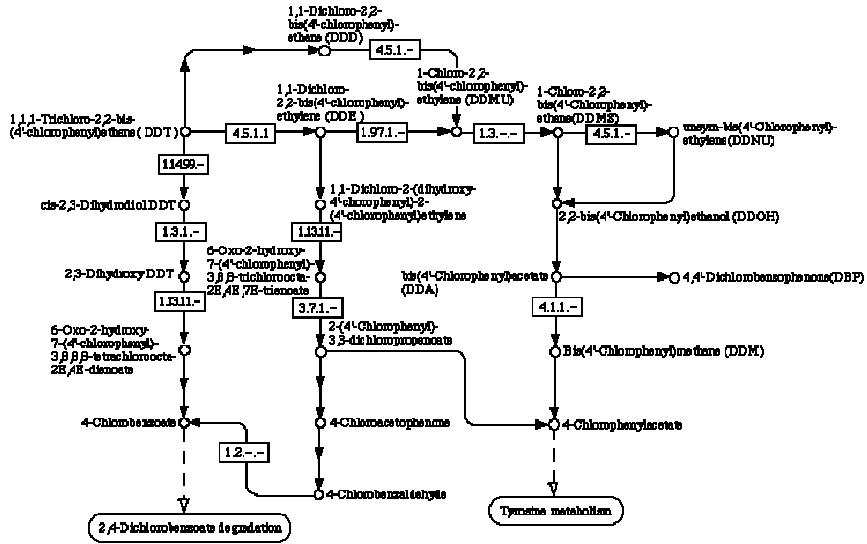 1,1-Dichloro-2,2-
bis(4'-chlorophenyl)-
ethane (DDD)
4.5.1.-
1-Chloro-2,2-
bis(4'-chlorophenyl)-
ethylene (DDMU)
1,1-Dichloro-
2,2-bis(4'-chlorophenyl)-
ethylene (DDE)
1-Chloro-2,2-
bis(4'-chlorophenyl)-
ethane(DDMS)
1,1,1-Trichloro-2,2-bis-
(4'-chlorophenyl)ethane( DDT)
4.5.1.1
1.97.1.-
1.3.-.-
4.5.1.-
unsym-bis(4'-Chlorophenyl)-
ethylene(DDNU)
1.14.99.-
cis-2,3-Dihydrodiol DDT
1,1-Dichloro-2-(dihydroxy-
4'-chorophenyl)-2-
(4'-chlorophenyl)ethylene
2,2-bis(4'-Chlorophenyl)ethanol (DDOH)
1.3.1.-
1.13.11.-
6-Oxo-2-hydroxy-
7-(4'-chlorophenyl)-
3,8,8-trichloroocta-
2E,4E,7E-trienoate
2,3-Dihydroxy DDT
bis(4'-Chlorophenyl)acetate
(DDA)
4,4'-Dichlorobenzophenone(DBP)
1.13.11.-
3.7.1.-
4.1.1.-
6-Oxo-2-hydroxy-
7-(4'-chlorophenyl)-
3,8,8,8-tetrachloroocta-
2E,4E-dienoate
2-(4'-Chlorophenyl)-
3,3-dichloropropenoate
Bis(4'-Chlorophenyl)methane (DDM)
4-Chlorobenzoate
4-Chloroacetophenone
4-Chlorophenylacetate
1.2.-.-
4-Chlorobenzaldehyde
2,4-Dichlorobenzoate degradation
Tyrosine metabolism